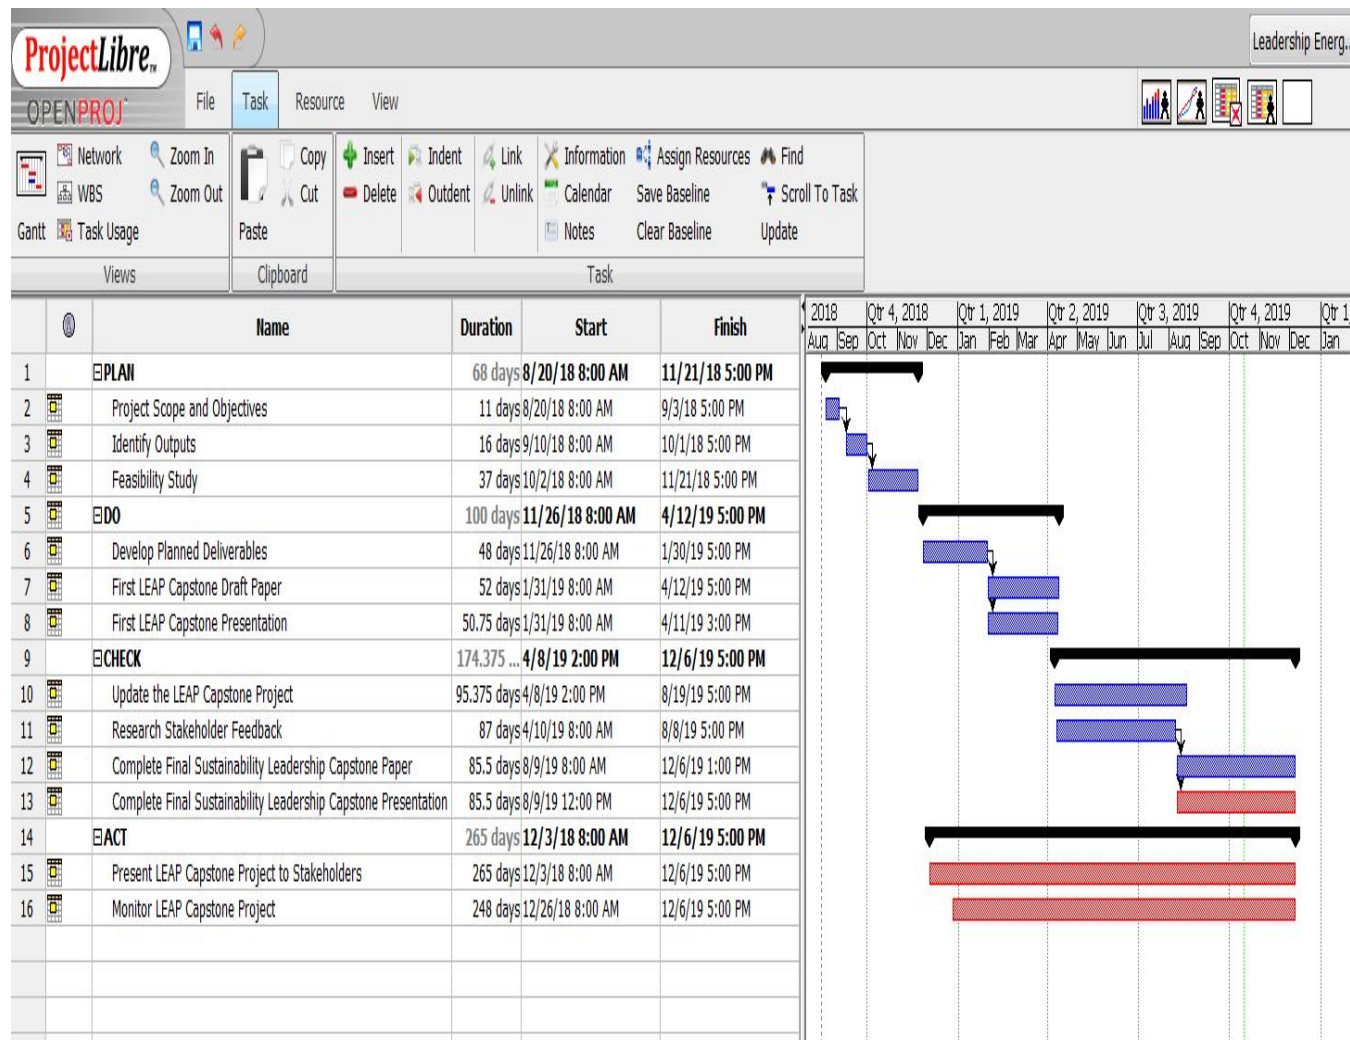 Leadership Energ..
ProjectLibre™
OPENPROJ
File Task Resource View
Network Zoom In Copy Insert Indent Link Information Assign Resources Find
WBS Zoom Out Cut Delete Outdent Unlink Calendar Save Baseline Scroll To Task
Gantt Task Usage Paste Notes Clear Baseline Update
Views Clipboard Task
Name Duration Start Finish
2018 Qtr 4, 2018 Qtr 1, 2019 Qtr 2, 2019 Qtr 3, 2019 Qtr 4, 2019 Qtr 1
Aug Sep Oct Nov Dec Jan Feb Mar Apr May Jun Jul Aug Sep Oct Nov Dec Jan
1 PLAN 68 days 8/20/18 8:00 AM 11/21/18 5:00 PM
2 Project Scope and Objectives 11 days 8/20/18 8:00 AM 9/3/18 5:00 PM
3 Identify Outputs 16 days 9/10/18 8:00 AM 10/1/18 5:00 PM
4 Feasibility Study 37 days 10/2/18 8:00 AM 11/21/18 5:00 PM
5 DO 100 days 11/26/18 8:00 AM 4/12/19 5:00 PM
6 Develop Planned Deliverables 48 days 11/26/18 8:00 AM 1/30/19 5:00 PM
7 First LEAP Capstone Draft Paper 52 days 1/31/19 8:00 AM 4/12/19 5:00 PM
8 First LEAP Capstone Presentation 50.75 days 1/31/19 8:00 AM 4/11/19 3:00 PM
9 CHECK 174.375 ... 4/8/19 2:00 PM 12/6/19 5:00 PM
10 Update the LEAP Capstone Project 95.375 days 4/8/19 2:00 PM 8/19/19 5:00 PM
11 Research Stakeholder Feedback 87 days 4/10/19 8:00 AM 8/8/19 5:00 PM
12 Complete Final Sustainability Leadership Capstone Paper 85.5 days 8/9/19 8:00 AM 12/6/19 1:00 PM
13 Complete Final Sustainability Leadership Capstone Presentation 85.5 days 8/9/19 12:00 PM 12/6/19 5:00 PM
14 ACT 265 days 12/3/18 8:00 AM 12/6/19 5:00 PM
15 Present LEAP Capstone Project to Stakeholders 265 days 12/3/18 8:00 AM 12/6/19 5:00 PM
16 Monitor LEAP Capstone Project 248 days 12/26/18 8:00 AM 12/6/19 5:00 PM